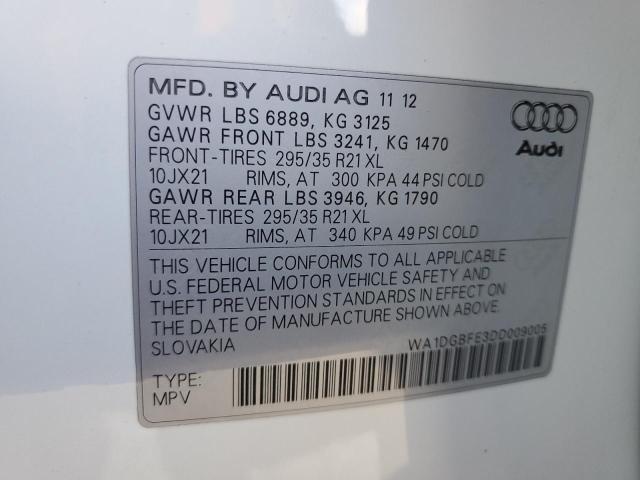 MFD. BY AUDI AG 11 12
GVWR LBS 6889, KG 3125
GAWR FRONT LBS 3241, KG 1470
FRONT-TIRES 295/35 R21 XL
10JX21 RIMS, AT 300 KPA 44 PSI COLD
GAWR REAR LBS 3946, KG 1790
REAR-TIRES 295/35 R21 XL
10JX21 RIMS, AT 340 KPA 49 PSI COLD
Audi
THIS VEHICLE CONFORMS TO ALL APPLICABLE
U.S. FEDERAL MOTOR VEHICLE SAFETY AND
THEFT PREVENTION STANDARDS IN EFFECT ON
THE DATE OF MANUFACTURE SHOWN ABOVE.
SLOVAKIA WA1DGBFE3DD009005
TYPE:
MPV